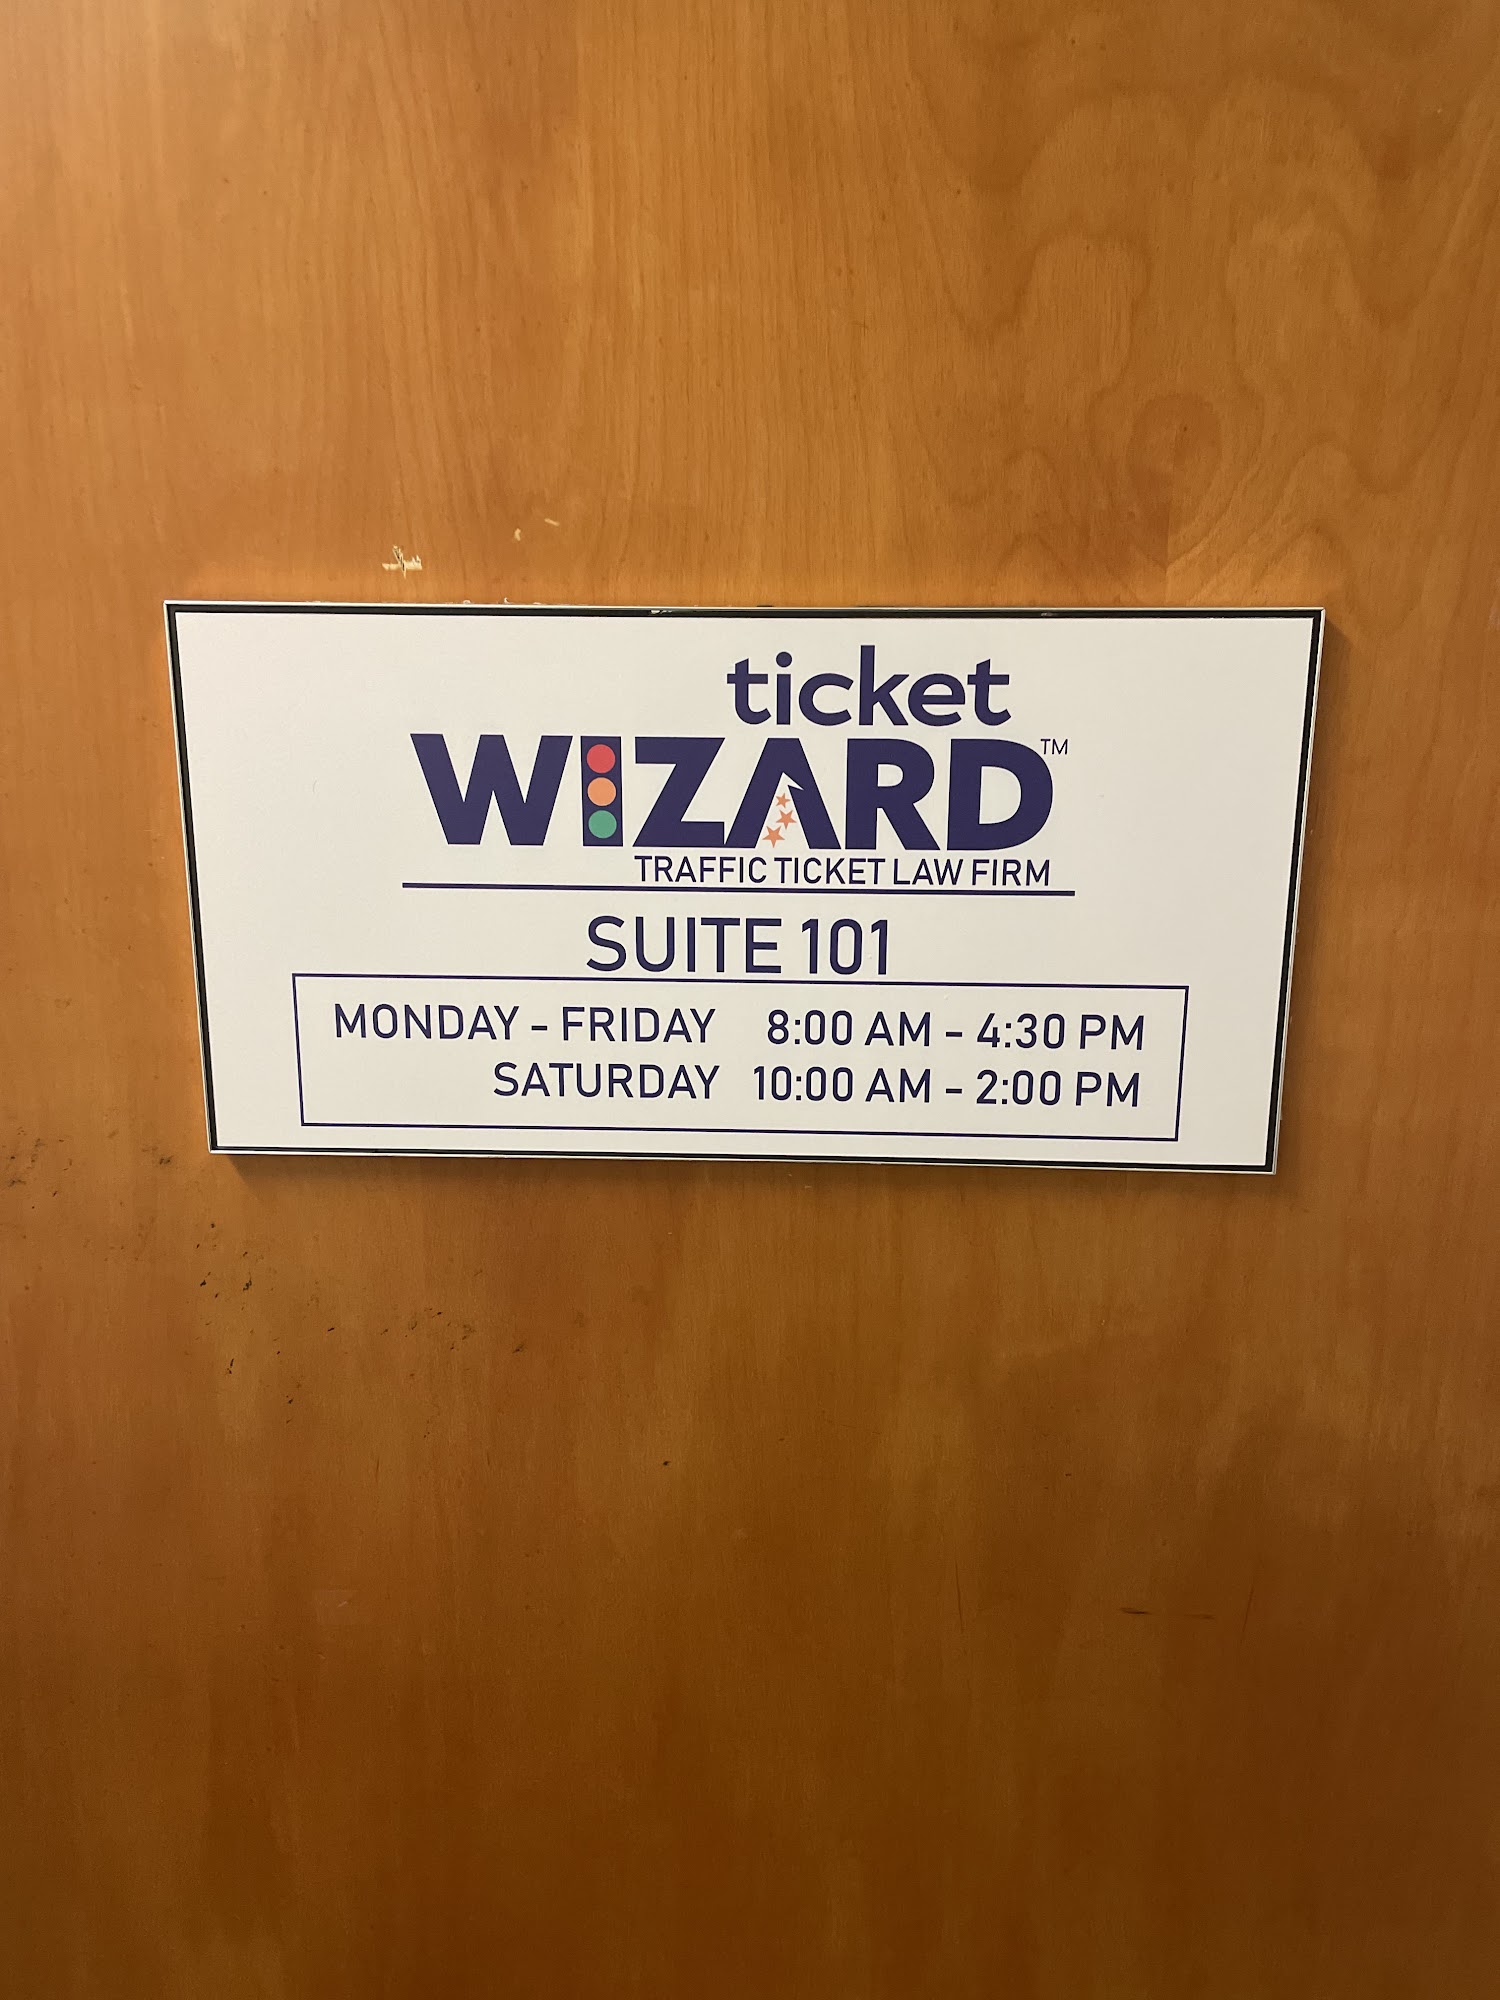 ticket
WIZARD™
TRAFFIC TICKET LAW FIRM
SUITE 101
MONDAY - FRIDAY 8:00 AM - 4:30 PM
SATURDAY 10:00 AM - 2:00 PM